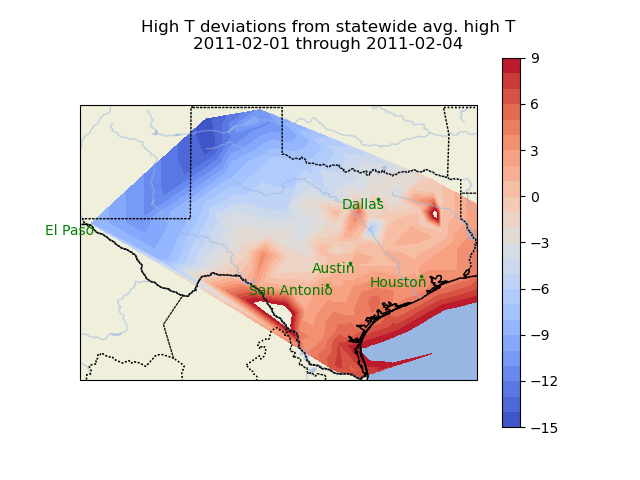 High T deviations from statewide avg. high T
2011-02-01 through 2011-02-04
9
6
3
0
−3
−6
−9
−12
−15
Dallas
El Paso
Austin
Houston
San Antonio